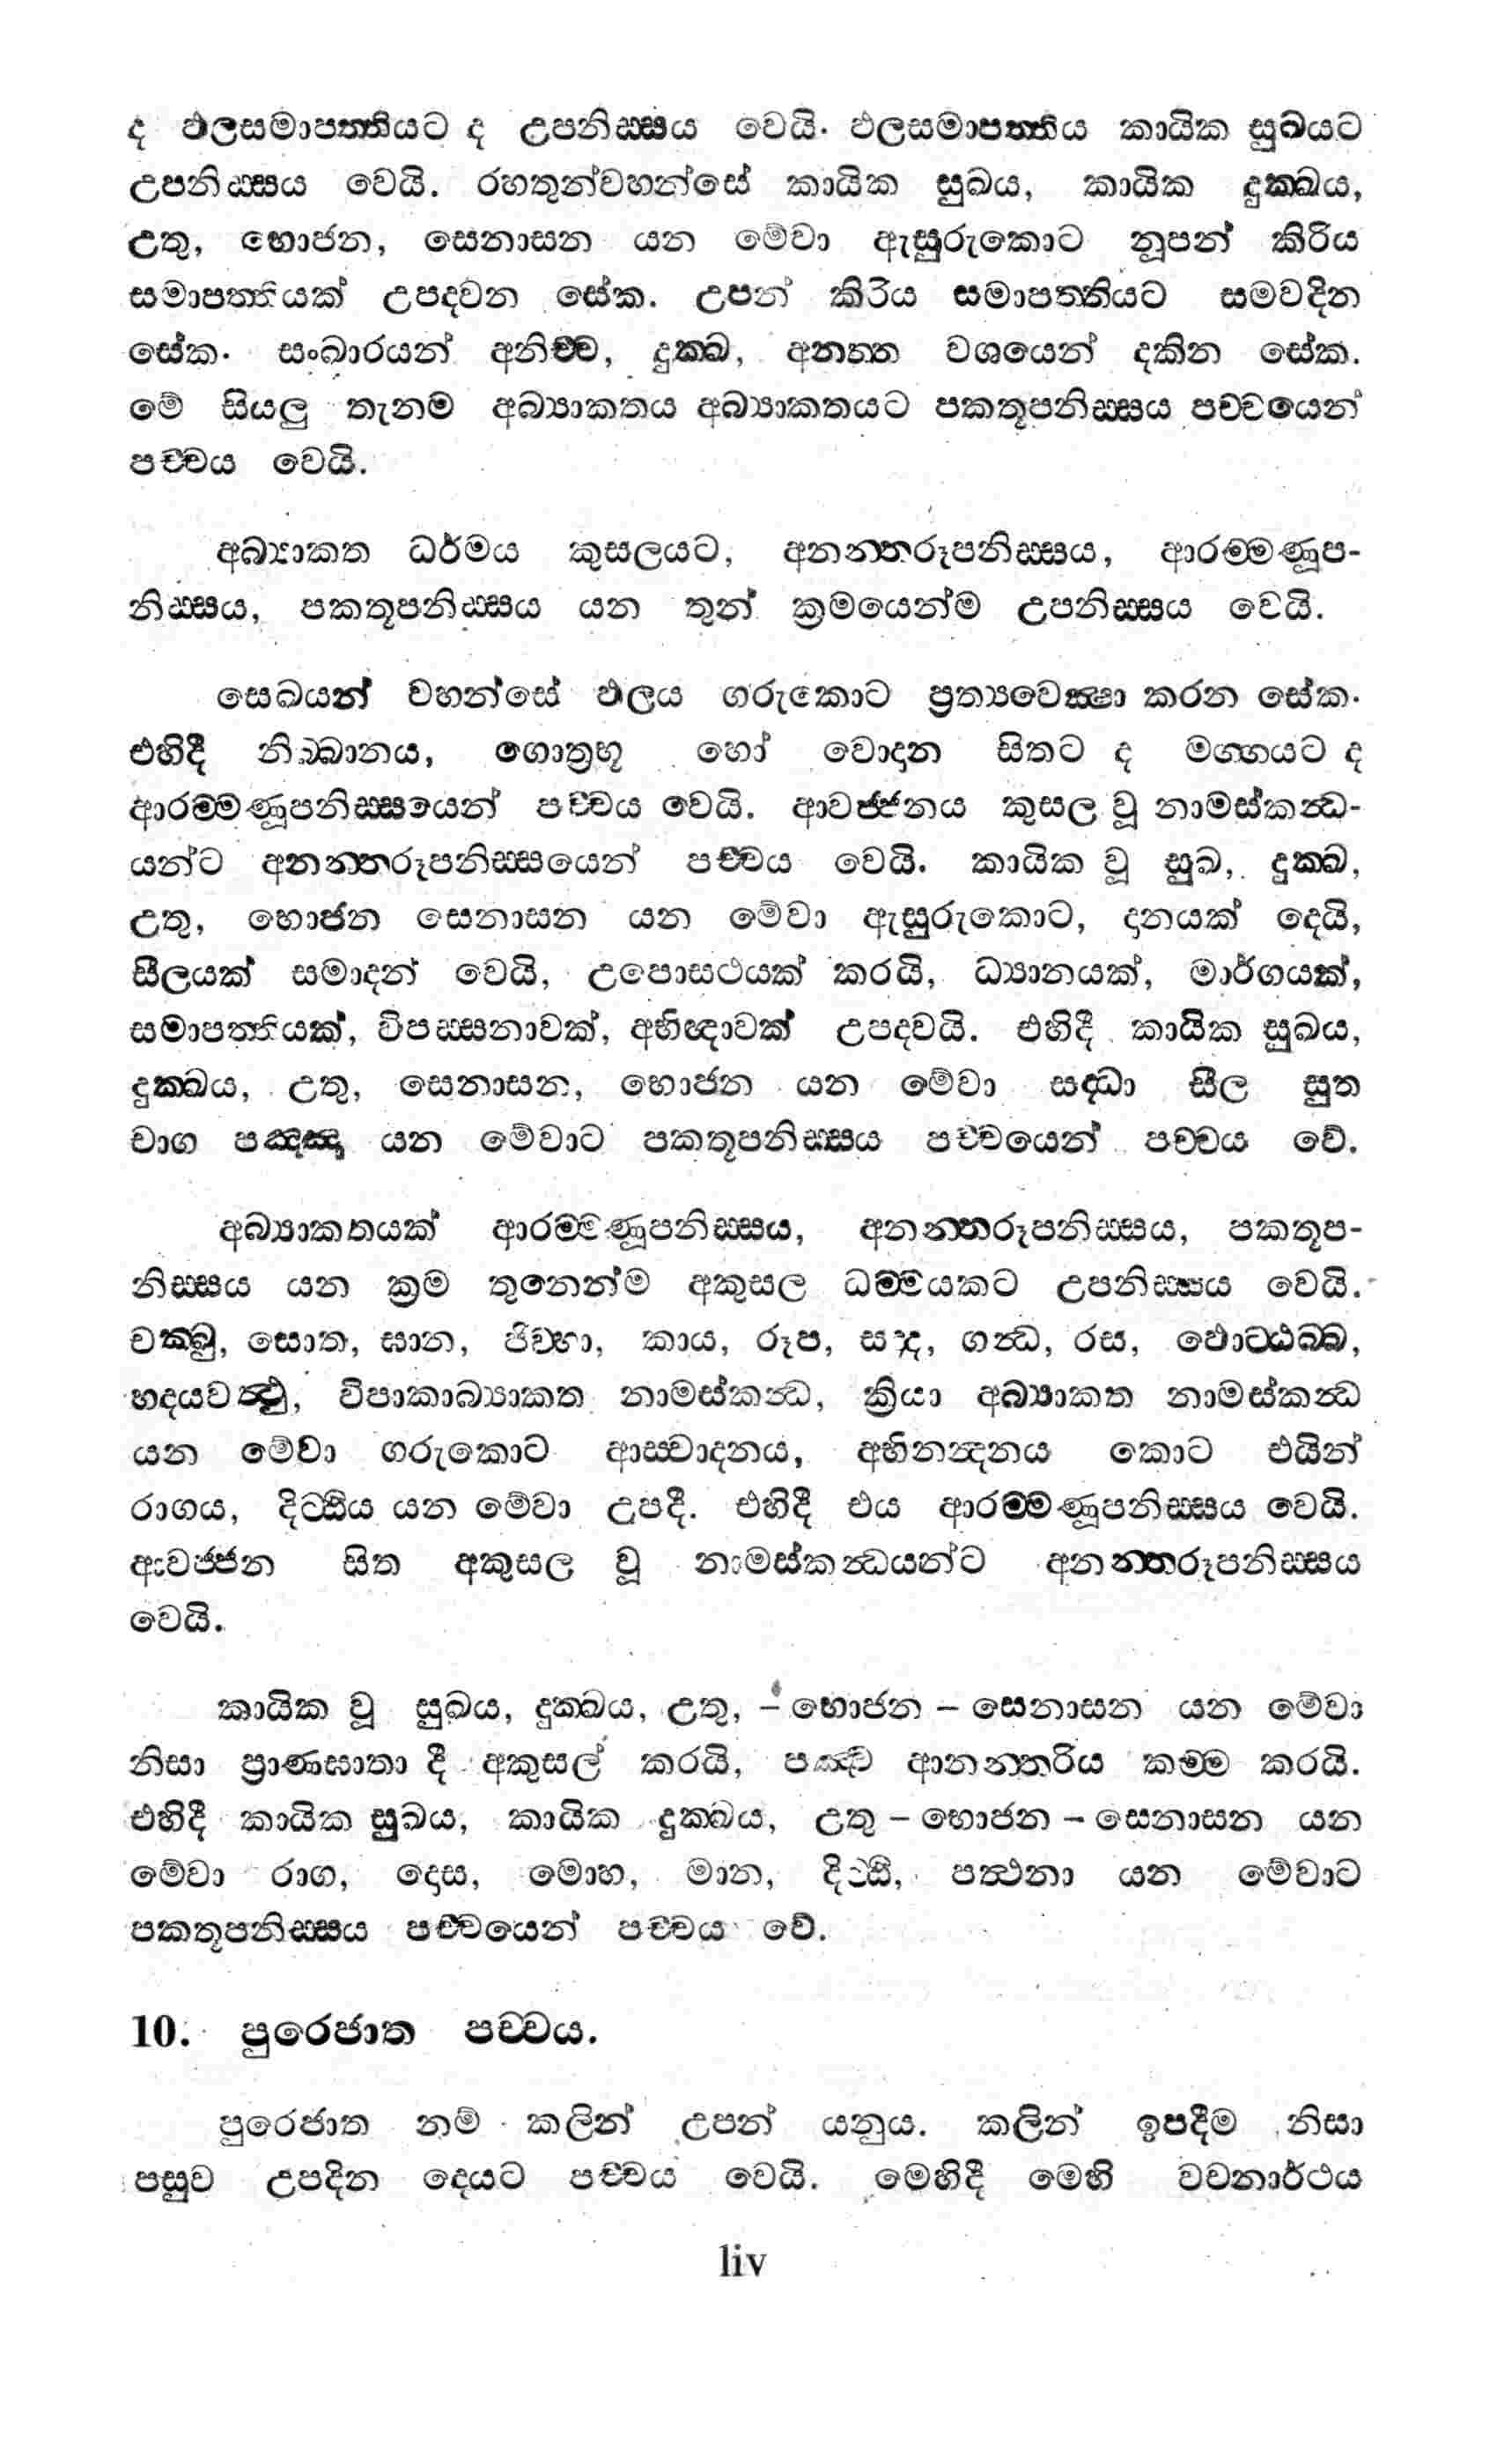 ද ඵලසමාපත්තියට ද උපනිස්සය වෙයි. ඵලසමාපත්තිය කායික සුඛයට
උපනිස්සය වෙයි. රහතුන්වහන්සේ කායික සුඛය, කායික දුක්ඛය,
උතු, භොජන, සෙනාසන යන මේවා ඇසුරුකොට නූපන් කිරිය
සමාපත්තියක් උපදවන සේක. උපන් කිරිය සමාපත්තියට සමවදින
සේක. සංඛාරයන් අනිච්ච, දුක්ඛ, අනත්ත වශයෙන් දකින සේක.
මේ සියලු තැනම අබ්‍යාකතය අබ්‍යාකතයට පකතූපනිස්සය පච්චයෙන්
පච්චය වෙයි.
අබ්‍යාකත ධර්මය කුසලයට, අනන්තරූපනිස්සය, ආරම්මණූප-
නිස්සය, පකතූපනිස්සය යන තුන් ක්‍රමයෙන්ම උපනිස්සය වෙයි.
සෙඛයන් වහන්සේ ඵලය ගරුකොට ප්‍රත්‍යවෙක්ෂා කරන සේක.
එහිදී නිබ්බානය, ගොත්‍රභූ හෝ වොදාන සිතට ද මග්ගයට ද
ආරම්මණූපනිස්සයෙන් පච්චය වෙයි. ආවජ්ජනය කුසල වූ නාමස්කන්ධ-
යන්ට අනන්තරූපනිස්සයෙන් පච්චය වෙයි. කායික වූ සුඛ, දුක්ඛ,
උතු, භොජන සෙනාසන යන මේවා ඇසුරුකොට, දානයක් දෙයි,
සීලයක් සමාදන් වෙයි, උපොසථයක් කරයි, ධ්‍යානයක්, මාර්ගයක්,
සමාපත්තියක්, විපස්සනාවක්, අභිඥාවක් උපදවයි. එහිදී කායික සුඛය,
දුක්ඛය, උතු, සෙනාසන, භොජන යන මේවා සද්ධා සීල සුත
චාග පඤ්ඤා යන මේවාට පකතූපනිස්සය පච්චයෙන් පච්චය වේ.
අබ්‍යාකතයක් ආරම්මණූපනිස්සය, අනන්තරූපනිස්සය, පකතූප-
නිස්සය යන ක්‍රම තුනෙන්ම අකුසල ධම්මයකට උපනිස්සය වෙයි.
චක්ඛු, සොත, ඝාන, ජිව්හා, කාය, රූප, සද්ද, ගන්ධ, රස, ඵොට්ඨබ්බ,
හදයවත්ථු, විපාකාබ්‍යාකත නාමස්කන්ධ, ක්‍රියා අබ්‍යාකත නාමස්කන්ධ
යන මේවා ගරුකොට ආස්වාදනය, අභිනන්දනය කොට එයින්
රාගය, දිට්ඨිය යන මේවා උපදී. එහිදී එය ආරම්මණූපනිස්සය වෙයි.
ආවජ්ජන සිත අකුසල වූ නාමස්කන්ධයන්ට අනන්තරූපනිස්සය
වෙයි.
කායික වූ සුඛය, දුක්ඛය, උතු, – භොජන – සෙනාසන යන මේවා
නිසා ප්‍රාණඝාතා දී අකුසල් කරයි, පඤ්ච ආනන්තරිය කම්ම කරයි.
එහිදී කායික සුඛය, කායික දුක්ඛය, උතු – භොජන – සෙනාසන යන
මේවා රාග, දොස, මොහ, මාන, දිට්ඨි, පත්ථනා යන මේවාට
පකතූපනිස්සය පච්චයෙන් පච්චය වේ.
10. පුරෙජාත පච්චය.
පුරෙජාත නම් කලින් උපන් යනුය. කලින් ඉපදීම නිසා
පසුව උපදින දෙයට පච්චය වෙයි. මෙහිදී මෙහි වචනාර්ථය
liv